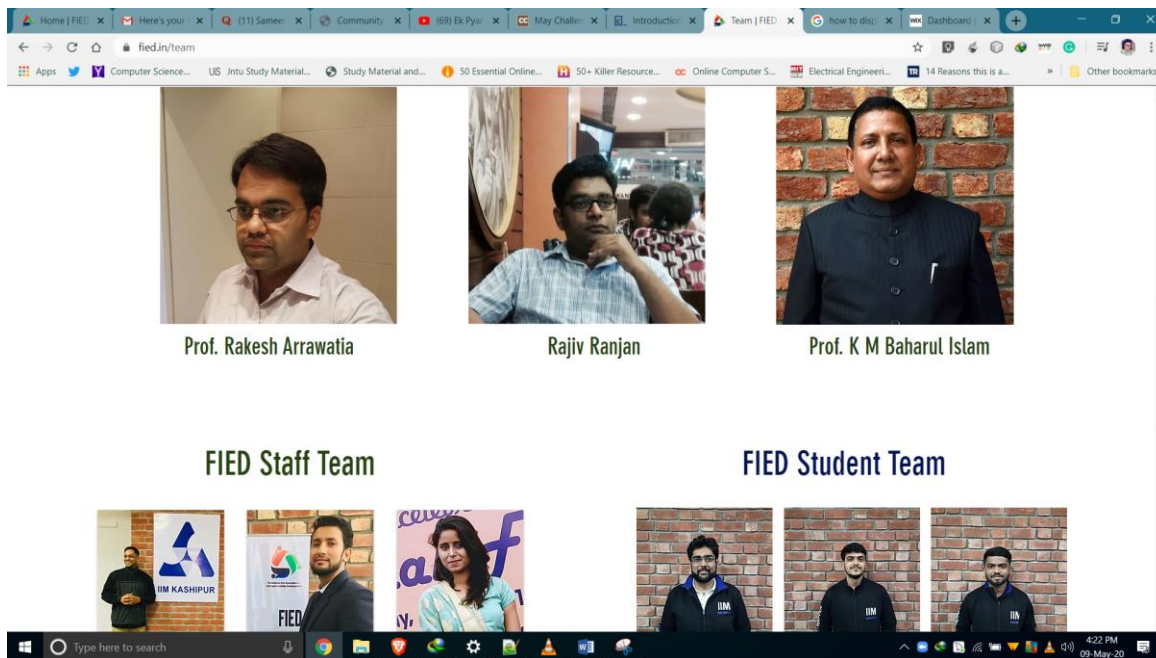 Home | FIED
Here's your
(11) Sameer
Community
(69) Ek Pyar
May Challen
Introduction
Team | FIED
how to disp
Dashboard |
fied.in/team
Apps
Computer Science...
Jntu Study Material...
Study Material and...
50 Essential Online...
50+ Killer Resource...
Online Computer S...
Electrical Engineeri...
14 Reasons this is a...
Other bookmarks
Prof. Rakesh Arrawatia
Rajiv Ranjan
Prof. K M Baharul Islam
FIED Staff Team
FIED Student Team
IIM KASHIPUR
FIED
IIM
IIM
IIM
Type here to search
4:22 PM
09-May-20